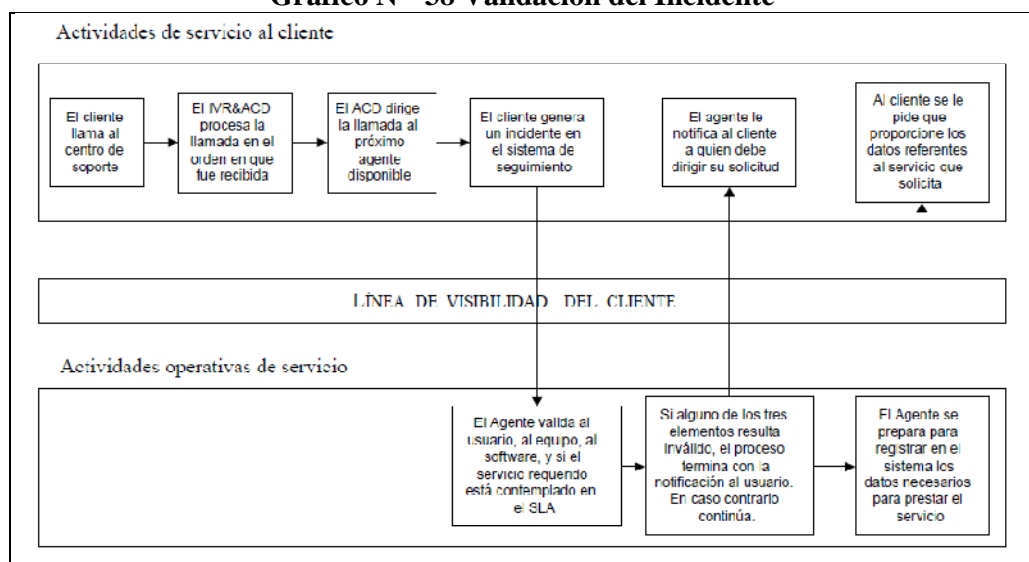 Gráfico N° 38 Validación del Incidente
Actividades de servicio al cliente
El cliente
llama al
centro de
soporte
El IVR&ACD
procesa la
llamada en el
orden en que
fue recibida
El ACD dirige
la llamada al
próximo
agente
disponible
El cliente genera
un incidente en
el sistema de
seguimiento
El agente le
notifica al cliente
a quien debe
dirigir su solicitud
Al cliente se le
pide que
proporcione los
datos referentes
al servicio que
solicita
LÍNEA DE VISIBILIDAD DEL CLIENTE
Actividades operativas de servicio
El Agente valida al
usuario, al equipo, al
software, y si el
servicio requerido
está contemplado en
el SLA
Si alguno de los tres
elementos resulta
inválido, el proceso
termina con la
notificación al usuario.
En caso contrario
continúa.
El Agente se
prepara para
registrar en el
sistema los
datos necesarios
para prestar el
servicio